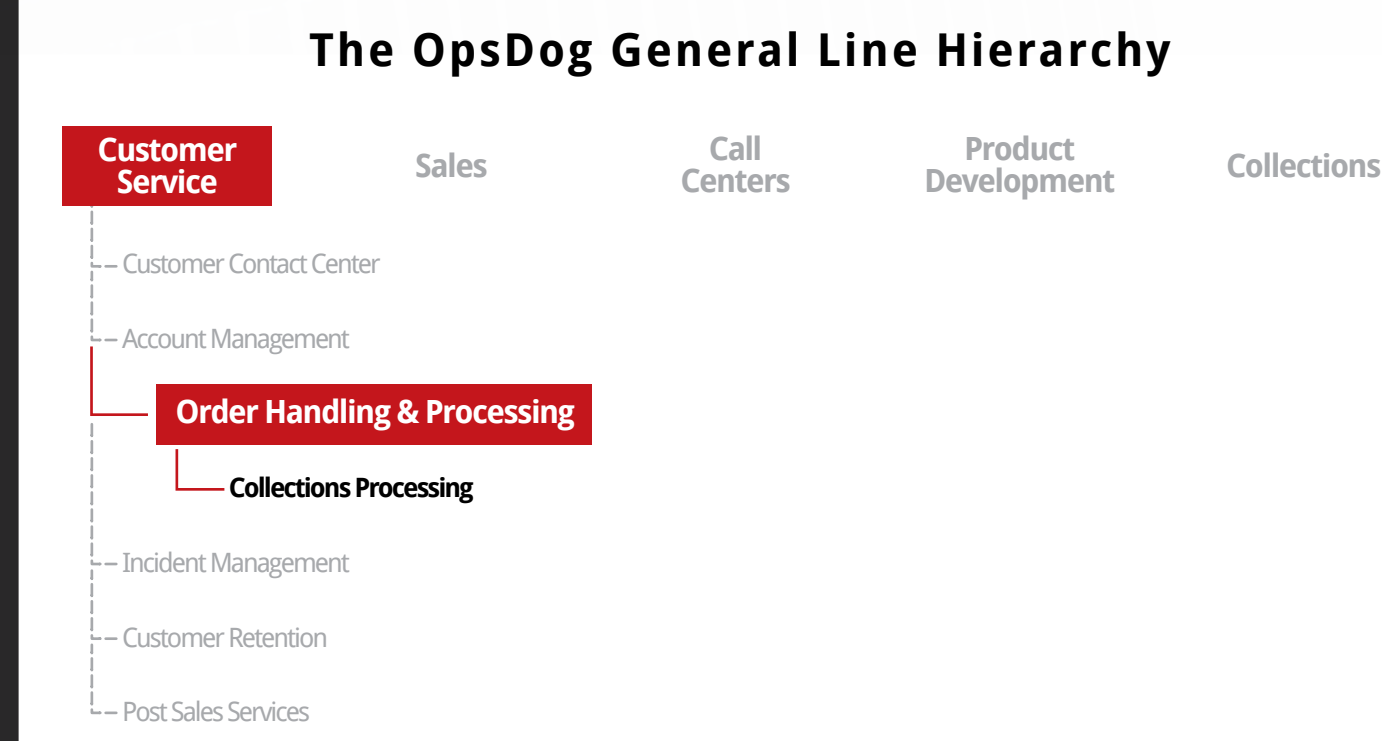 The OpsDog General Line Hierarchy
Customer
Service
Sales
Call
Centers
Product
Development
Collections
Customer Contact Center
Account Management
Order Handling & Processing
Collections Processing
Incident Management
Customer Retention
Post Sales Services